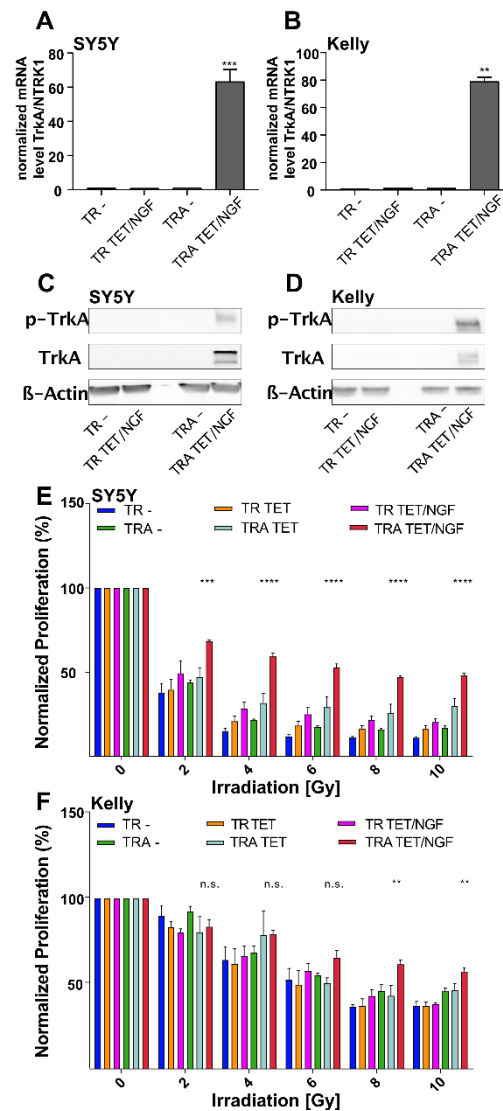 A
SY5Y
normalized mRNA
level TrkA/NTRK1
80
60
40
20
0
***
TR -
TR TET/NGF
TRA -
TRA TET/NGF
B
Kelly
normalized mRNA
level TrkA/NTRK1
100
80
60
40
20
0
**
TR -
TR TET/NGF
TRA -
TRA TET/NGF
C
SY5Y
p-TrkA
TrkA
ß-Actin
TR -
TR TET/NGF
TRA -
TRA TET/NGF
D
Kelly
p-TrkA
TrkA
ß-Actin
TR -
TR TET/NGF
TRA -
TRA TET/NGF
E
SY5Y
Normalized Proliferation (%)
150
100
50
TR - TR TET TR TET/NGF
TRA - TRA TET TRA TET/NGF
*** **** **** **** ****
0 2 4 6 8 10
Irradiation [Gy]
F
Kelly
Normalized Proliferation (%)
150
100
50
TR - TR TET TR TET/NGF
TRA - TRA TET TRA TET/NGF
n.s. n.s. n.s. ** **
0 2 4 6 8 10
Irradiation [Gy]